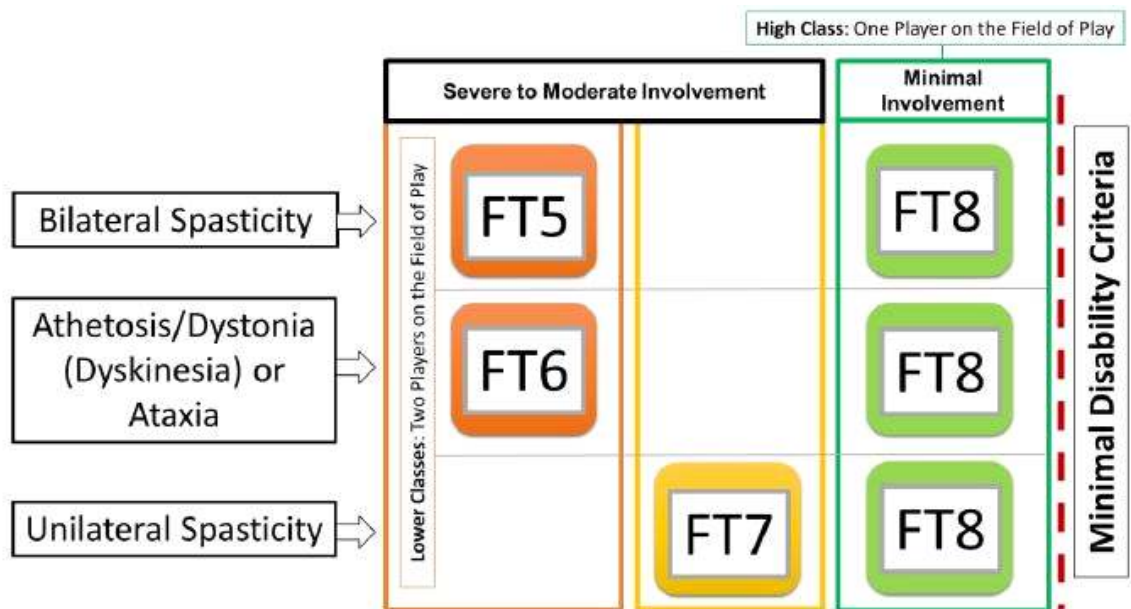 High Class: One Player on the Field of Play
Severe to Moderate Involvement
Minimal
Involvement
Lower Classes: Two Players on the Field of Play
Minimal Disability Criteria
Bilateral Spasticity
FT5
FT8
Athetosis/Dystonia
(Dyskinesia) or
Ataxia
FT6
FT8
Unilateral Spasticity
FT7
FT8